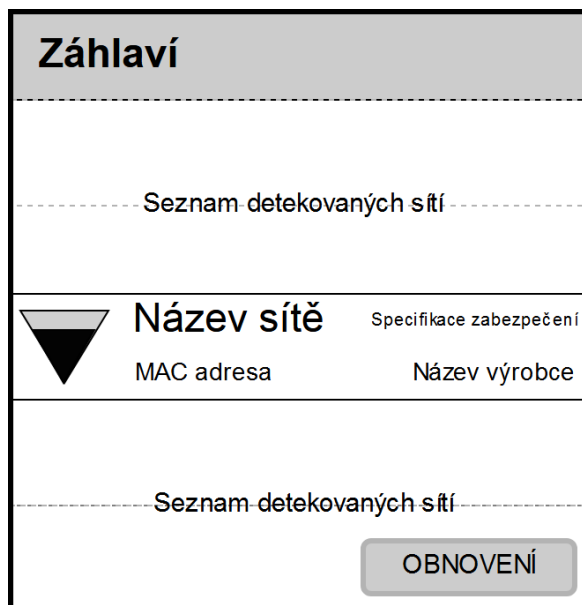 Záhlaví
Seznam detekovaných sítí
Název sítě Specifikace zabezpečení
MAC adresa Název výrobce
Seznam detekovaných sítí
OBNOVENÍ